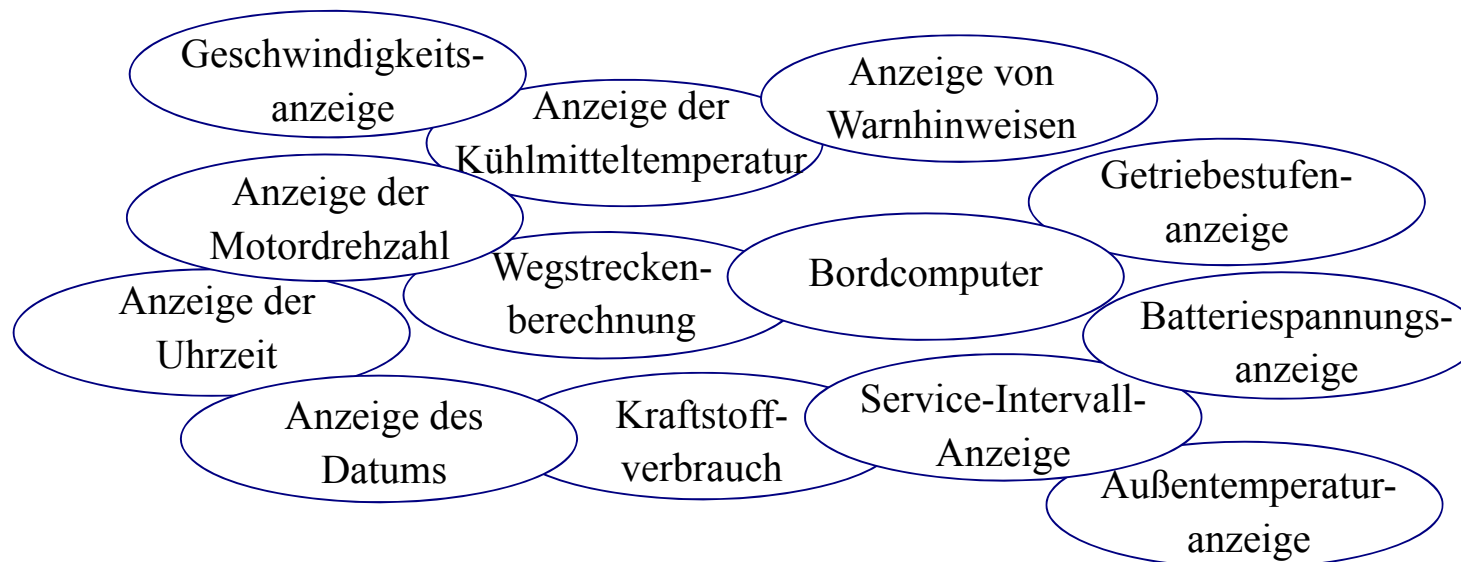 Geschwindigkeits-
anzeige
Anzeige der
Kühlmitteltemperatur
Anzeige von
Warnhinweisen
Getriebestufen-
anzeige
Anzeige der
Motordrehzahl
Wegstrecken-
berechnung
Bordcomputer
Anzeige der
Uhrzeit
Batteriespannungs-
anzeige
Anzeige des
Datums
Kraftstoff-
verbrauch
Service-Intervall-
Anzeige
Außentemperatur-
anzeige